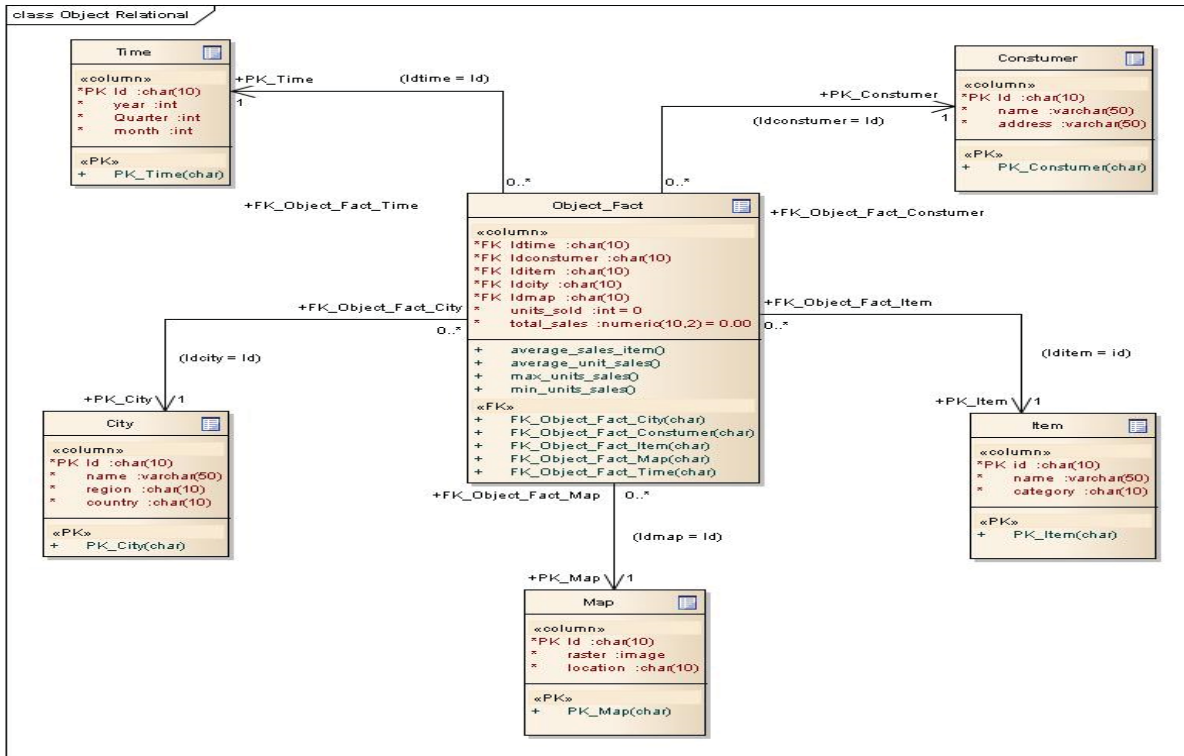 class Object Relational
Time
«column»
*PK Id :char(10)
* year :int
* Quarter :int
* month :int
«PK»
+ PK_Time(char)
+PK_Time
1
(Idtime = Id)
0..*
+FK_Object_Fact_Time
Constumer
«column»
*PK Id :char(10)
* name :varchar(50)
* address :varchar(50)
«PK»
+ PK_Constumer(char)
+PK_Constumer
(Idconstumer = Id)
1
0..*
+FK_Object_Fact_Constumer
Object_Fact
«column»
*FK Idtime :char(10)
*FK Idconstumer :char(10)
*FK Iditem :char(10)
*FK Idcity :char(10)
*FK Idmap :char(10)
* units_sold :int = 0
* total_sales :numeric(10,2) = 0.00
+ average_sales_item()
+ average_unit_sales()
+ max_units_sales()
+ min_units_sales()
«FK»
+ FK_Object_Fact_City(char)
+ FK_Object_Fact_Constumer(char)
+ FK_Object_Fact_Item(char)
+ FK_Object_Fact_Map(char)
+ FK_Object_Fact_Time(char)
+FK_Object_Fact_City
0..*
(Idcity = Id)
+PK_City
1
City
«column»
*PK Id :char(10)
* name :varchar(50)
* region :char(10)
* country :char(10)
«PK»
+ PK_City(char)
+FK_Object_Fact_Item
0..*
(Iditem = id)
+PK_Item
1
Item
«column»
*PK id :char(10)
* name :varchar(50)
* category :char(10)
«PK»
+ PK_Item(char)
+FK_Object_Fact_Map
0..*
(Idmap = Id)
+PK_Map
1
Map
«column»
*PK Id :char(10)
* raster :image
* location :char(10)
«PK»
+ PK_Map(char)